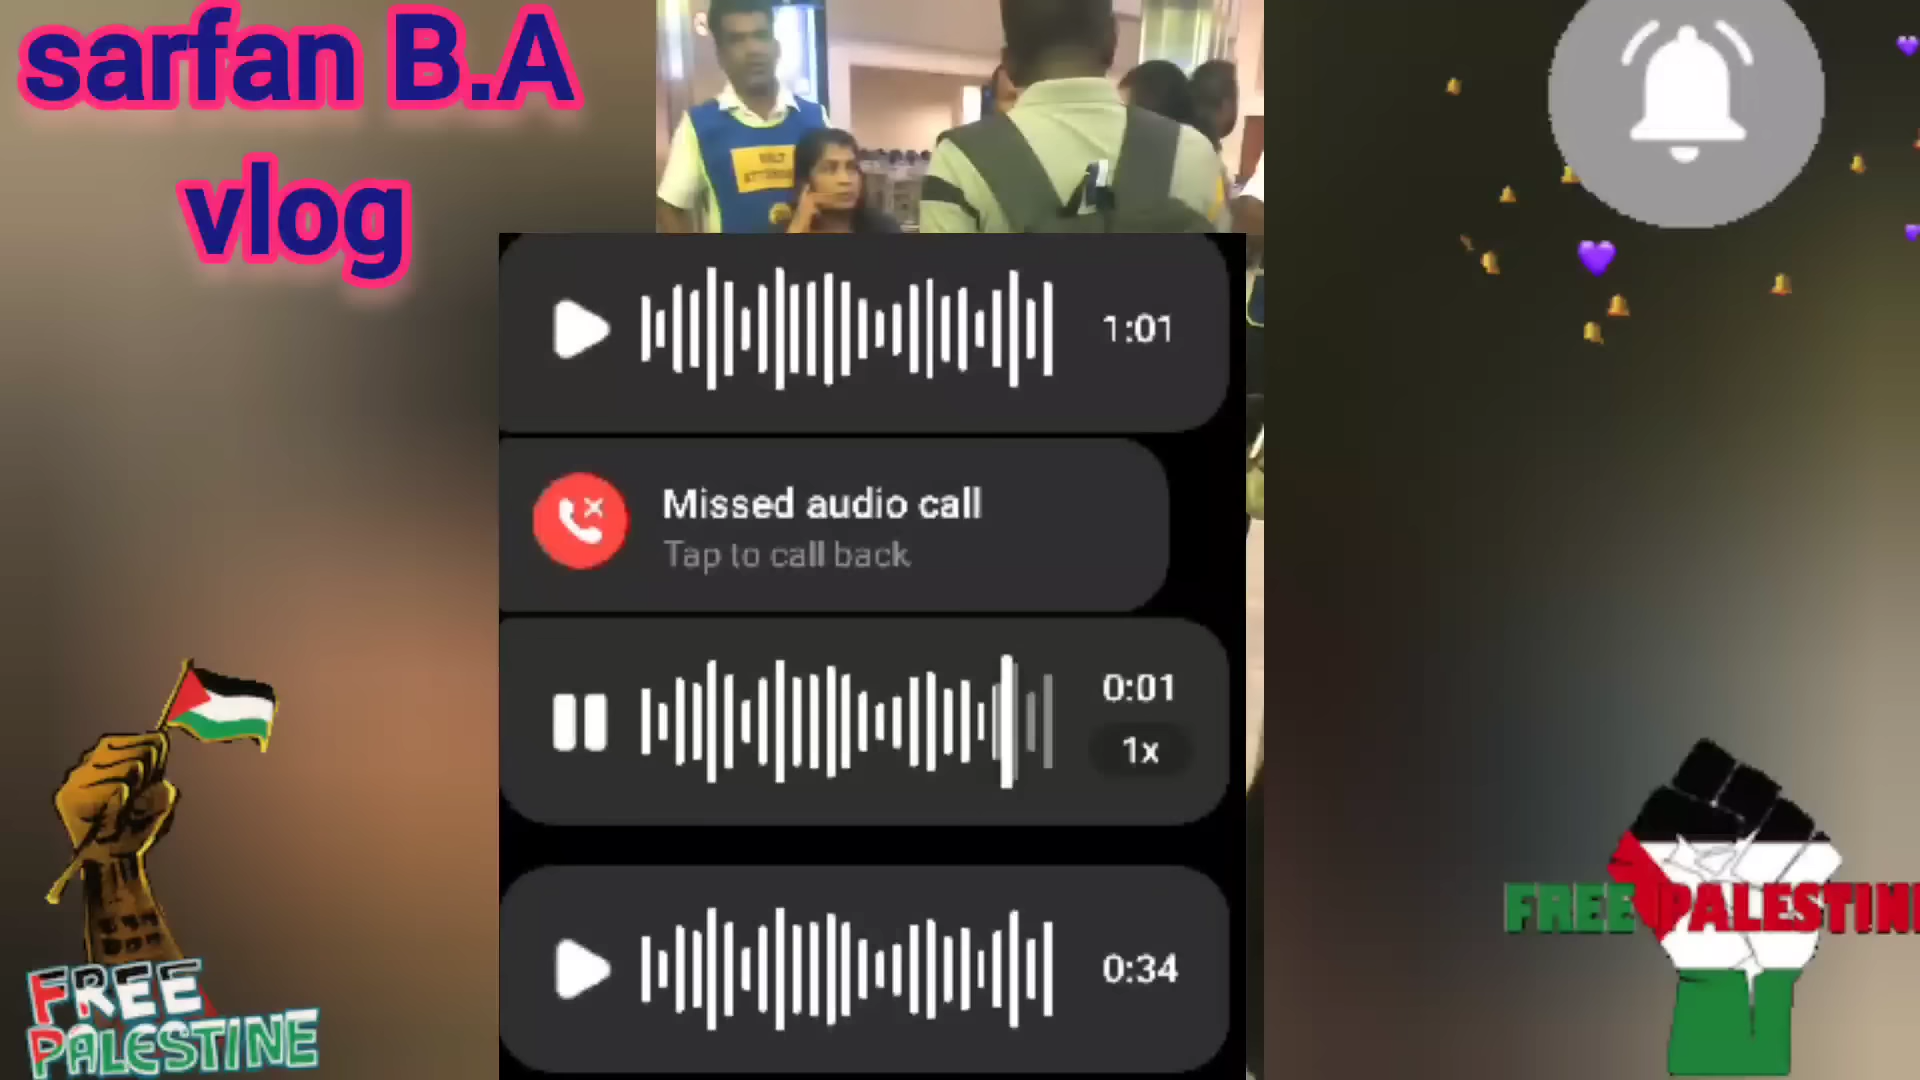 sarfan B.A
vlog
1:01
Missed audio call
Tap to call back
0:01
1x
0:34
FREE
PALESTINE
FREE PALESTIN